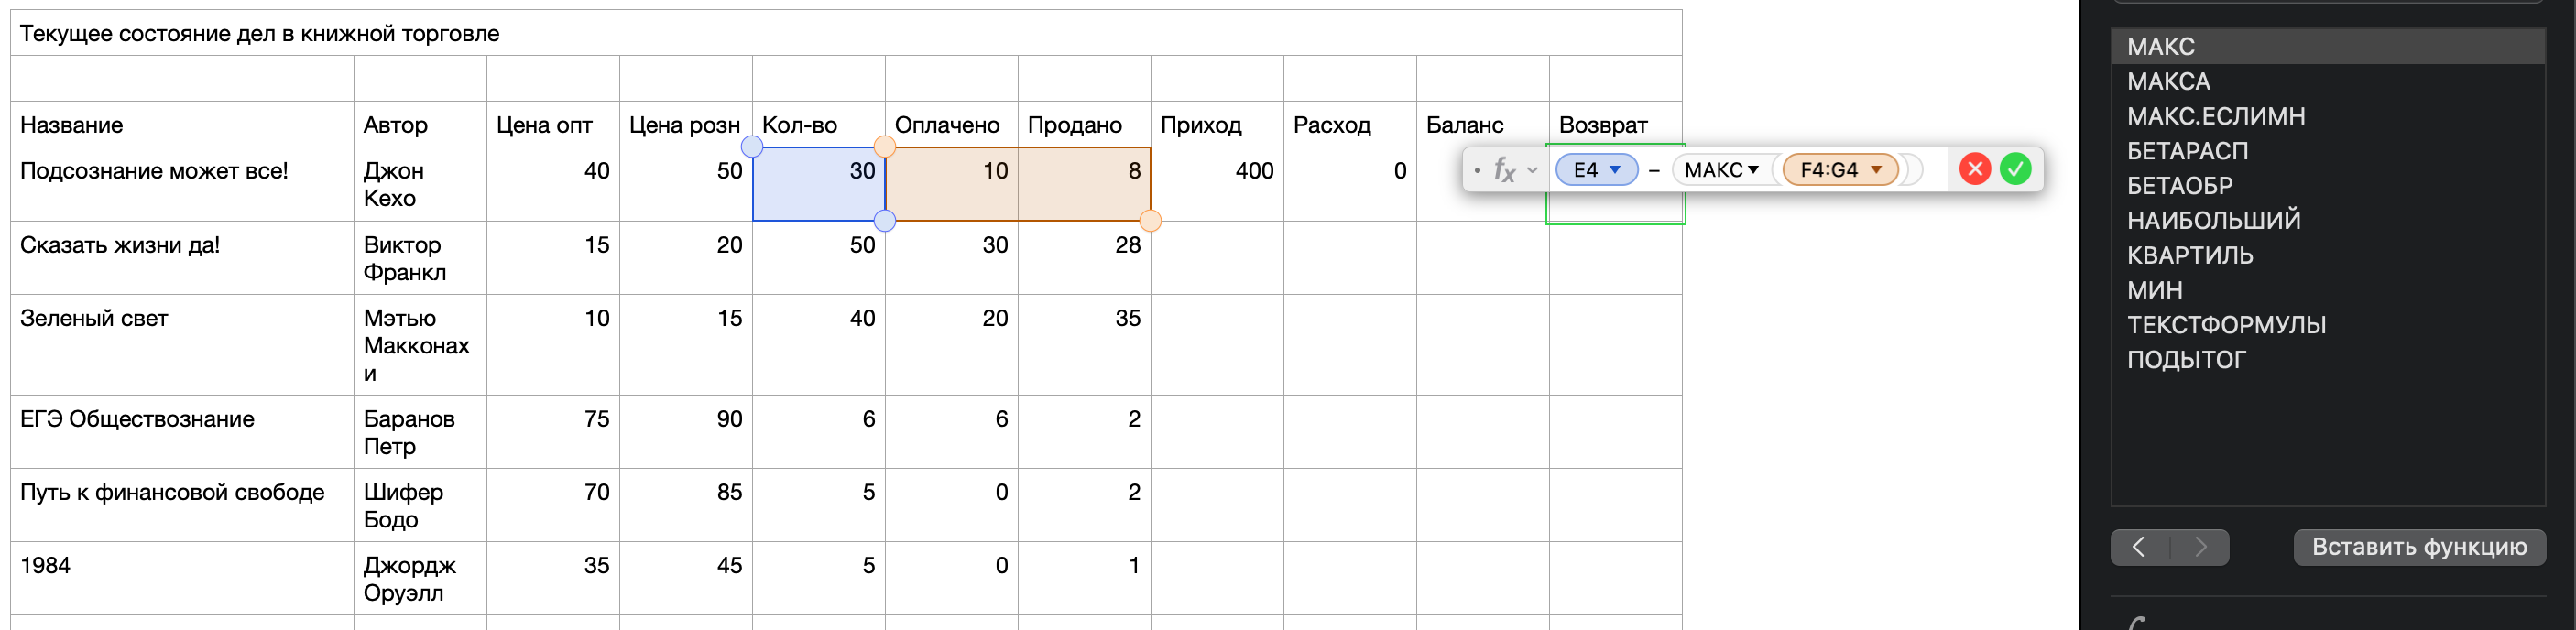 Текущее состояние дел в книжной торговле
Название Автор Цена опт Цена розн Кол-во Оплачено Продано Приход Расход Баланс Возврат
Подсознание может все! Джон Кехо 40 50 30 10 8 400 0
fx E4 − МАКС F4:G4
Сказать жизни да! Виктор Франкл 15 20 50 30 28
Зеленый свет Мэтью Макконахи 10 15 40 20 35
ЕГЭ Обществознание Баранов Петр 75 90 6 6 2
Путь к финансовой свободе Шифер Бодо 70 85 5 0 2
1984 Джордж Оруэлл 35 45 5 0 1
МАКС
МАКСА
МАКС.ЕСЛИМН
БЕТАРАСП
БЕТАОБР
НАИБОЛЬШИЙ
КВАРТИЛЬ
МИН
ТЕКСТФОРМУЛЫ
ПОДЫТОГ
Вставить функцию